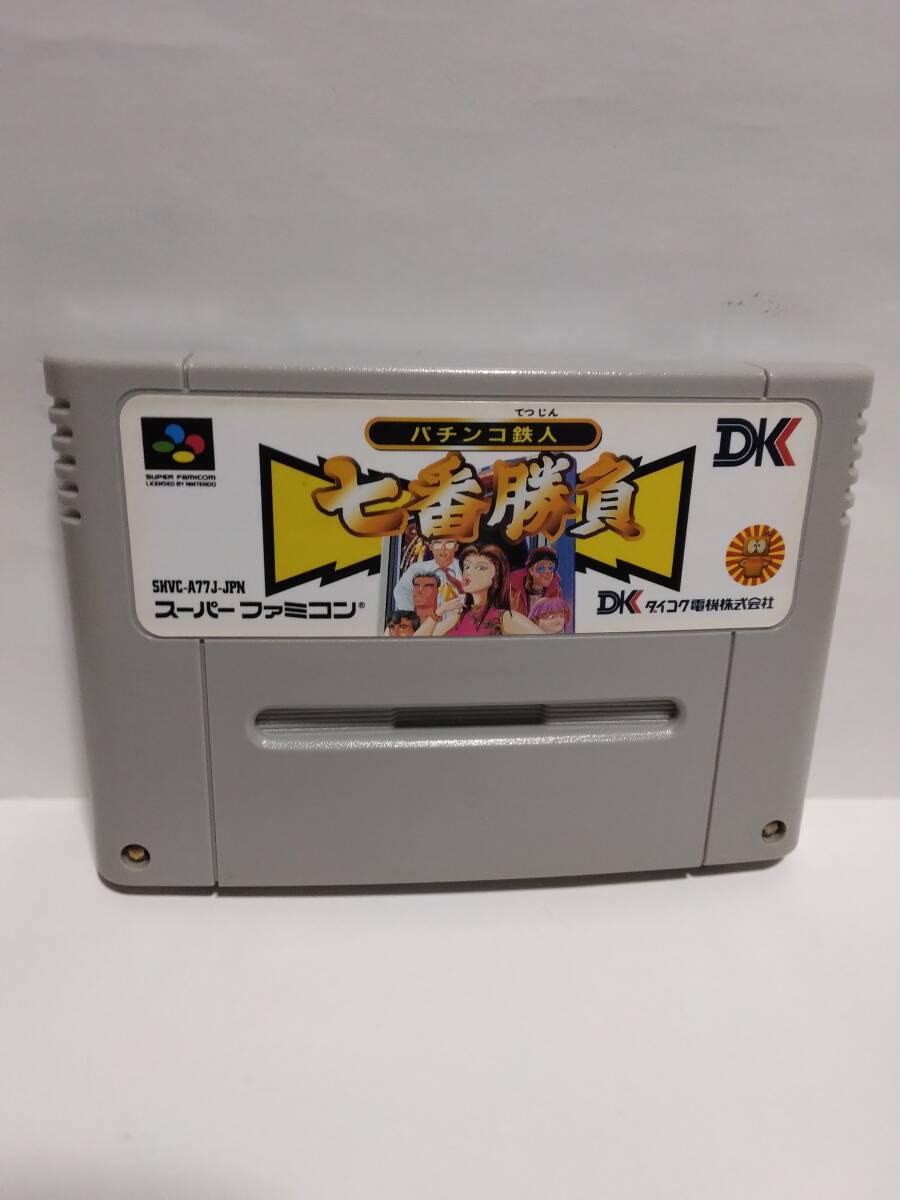 てつじん
パチンコ鉄人
七番勝負
SUPER FAMICOM
LICENSED BY NINTENDO
DK
SHVC-A77J-JPN
スーパーファミコン®
DK ダイコク電機株式会社